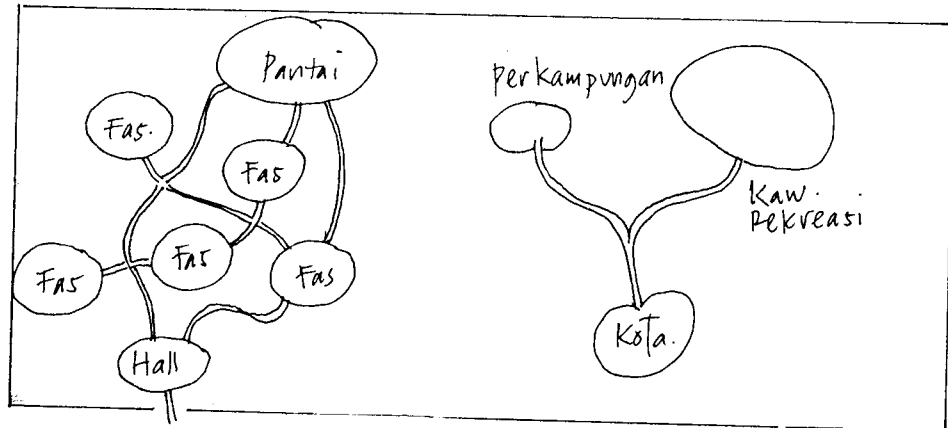 Pantai
Fas.
Fas
Fas
Fas
Fas
Hall
Perkampungan
Kaw.
Rekreasi
Kota.